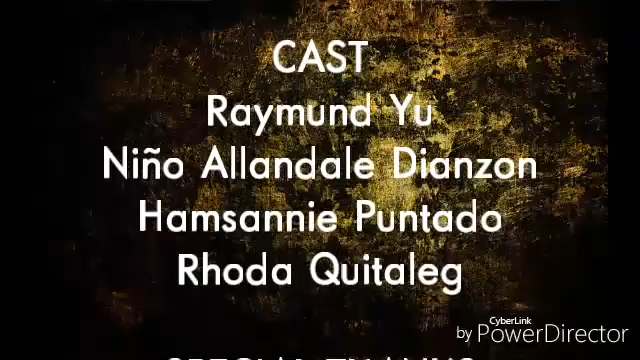 CAST
Raymund Yu
Niño Allandale Dianzon
Hamsannie Puntado
Rhoda Quitaleg
CyberLink
by PowerDirector